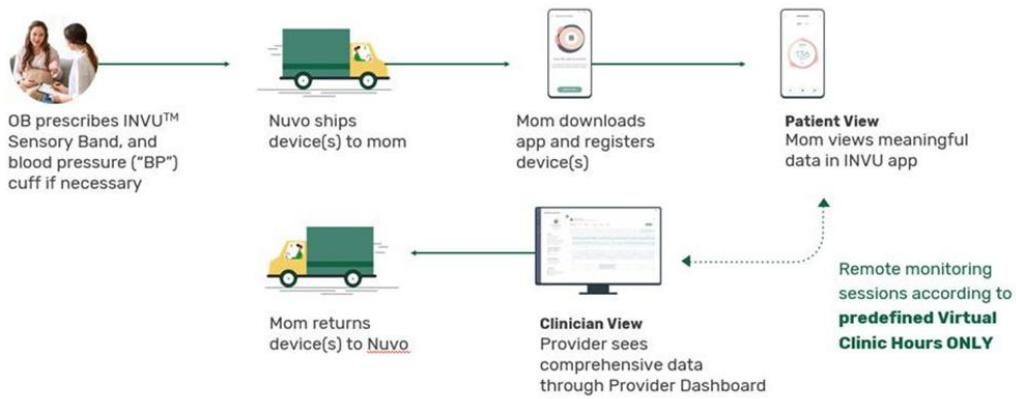 OB prescribes INVU™
Sensory Band, and
blood pressure ("BP")
cuff if necessary
Nuvo ships
device(s) to mom
Mom downloads
app and registers
device(s)
Patient View
Mom views meaningful
data in INVU app
Mom returns
device(s) to Nuvo
Clinician View
Provider sees
comprehensive data
through Provider Dashboard
Remote monitoring
sessions according to
predefined Virtual
Clinic Hours ONLY